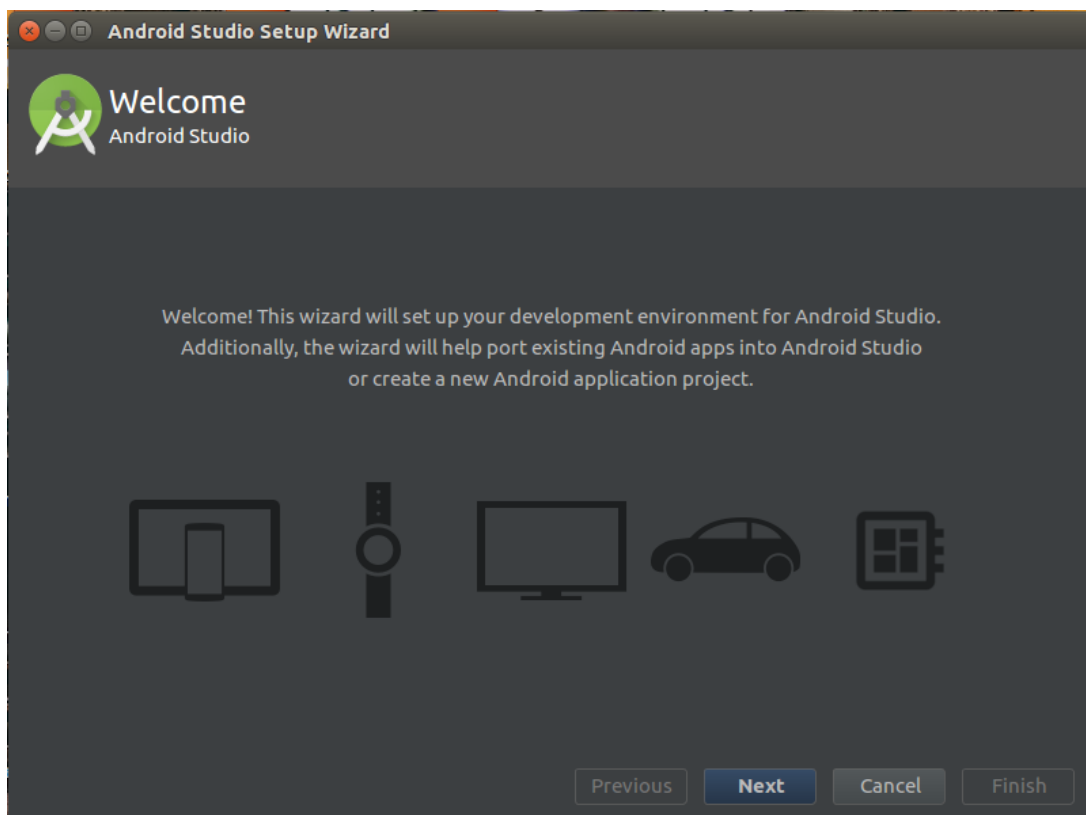 Android Studio Setup Wizard
Welcome
Android Studio
Welcome! This wizard will set up your development environment for Android Studio.
Additionally, the wizard will help port existing Android apps into Android Studio
or create a new Android application project.
Previous Next Cancel Finish